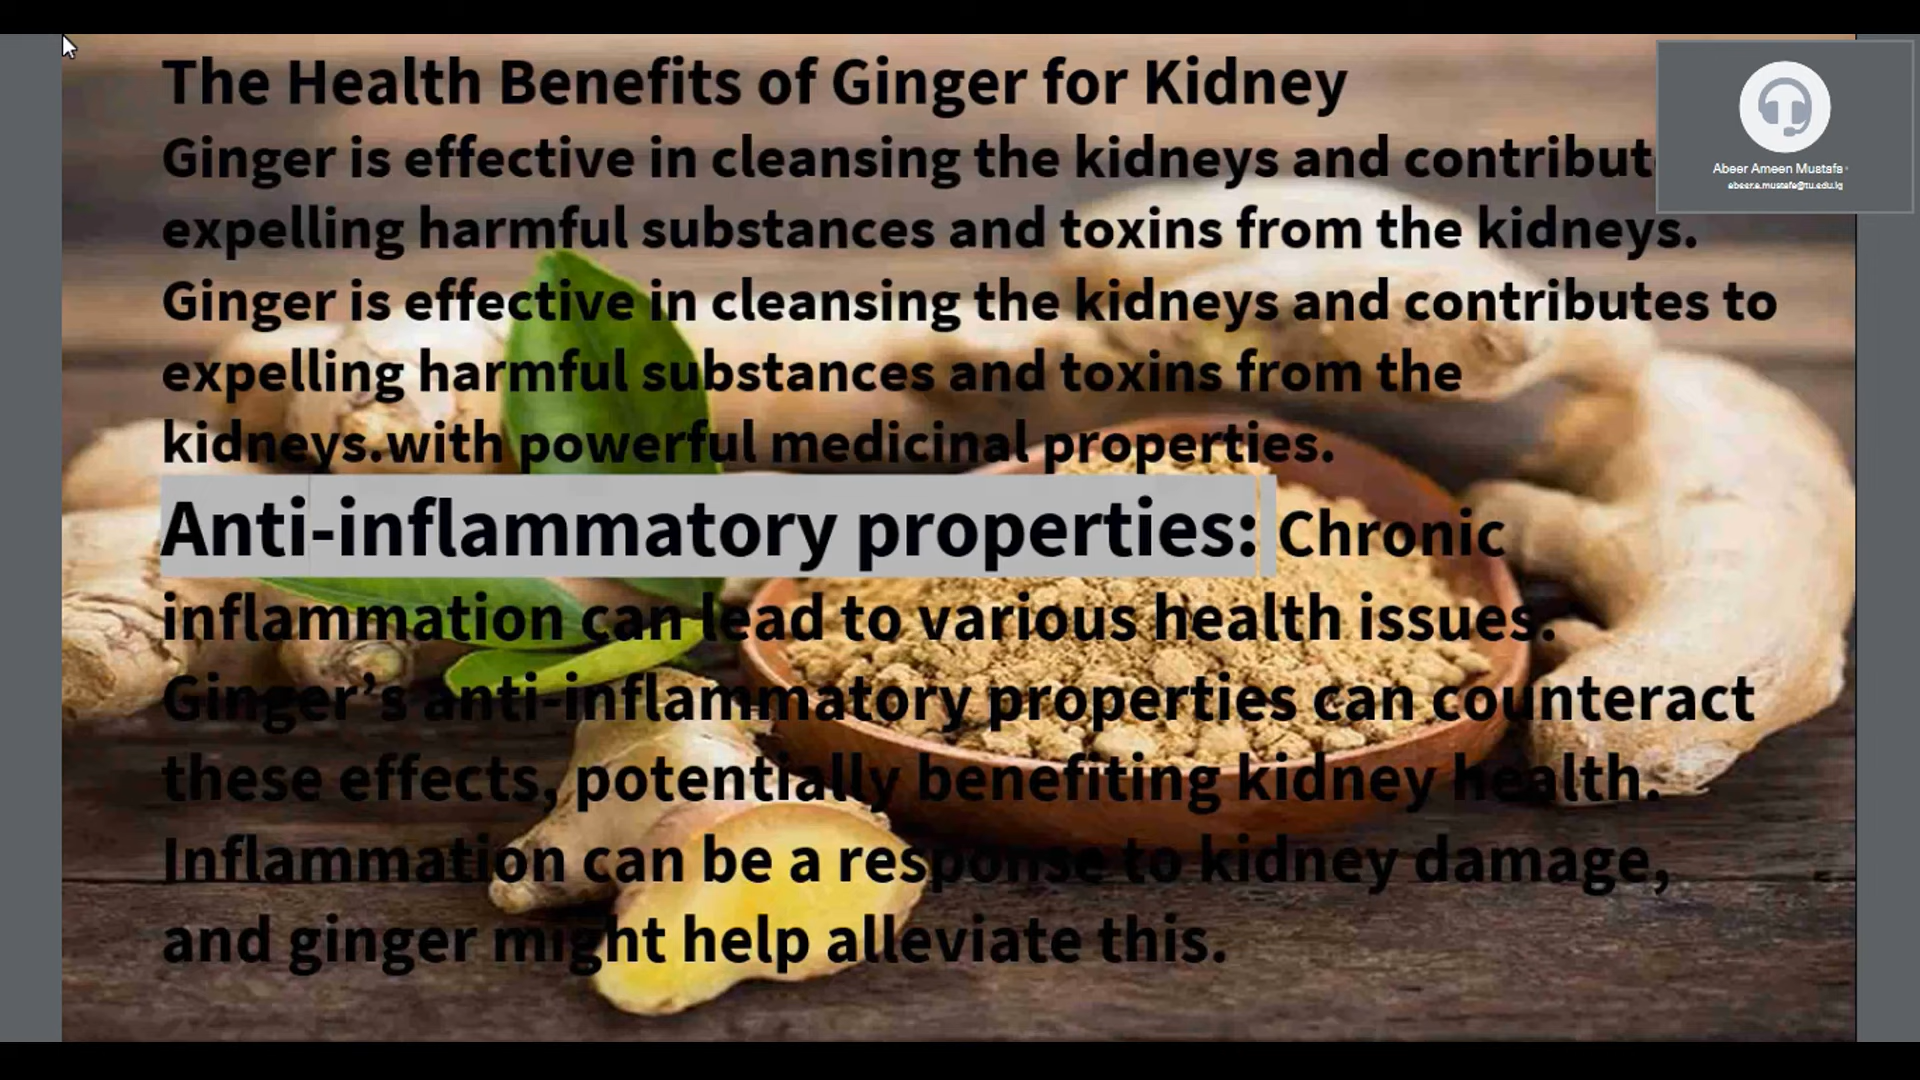 The Health Benefits of Ginger for Kidney
Ginger is effective in cleansing the kidneys and
expelling harmful substances and toxins from the kidneys.
Ginger is effective in cleansing the kidneys and contributes to
expelling harmful substances and toxins from the
kidneys.with powerful medicinal properties.
Anti-inflammatory properties: Chronic
inflammation can lead to various health issues.
Ginger’s anti-inflammatory properties can counteract
these effects, potentially benefiting kidney health.
Inflammation can be a response to kidney damage,
and ginger might help alleviate this.
Abeer Ameen Mustafa